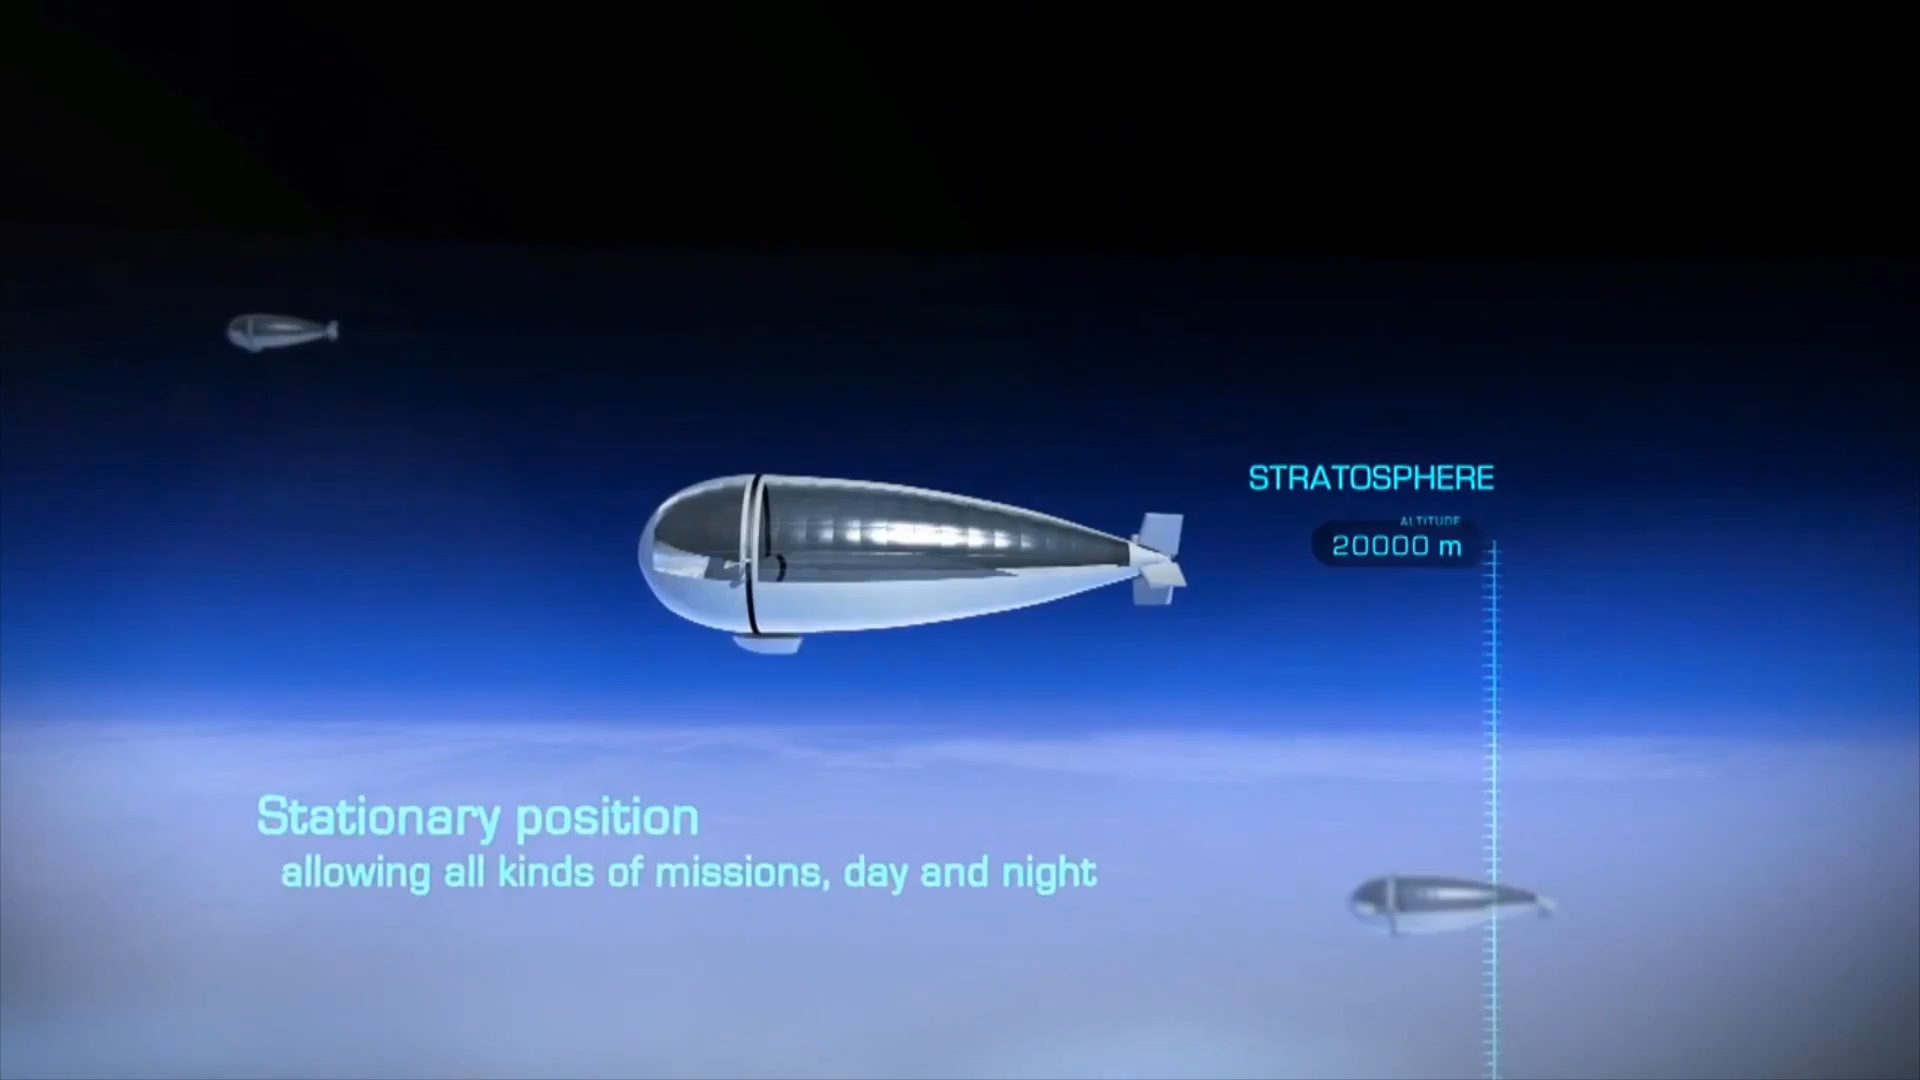 STRATOSPHERE
ALTITUDE
20000 m
Stationary position
allowing all kinds of missions, day and night